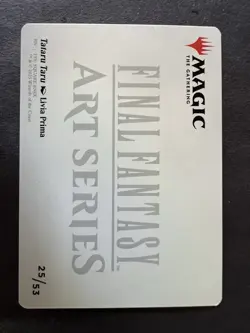 MAGIC
THE GATHERING
FINAL FANTASY
ART SERIES
Tataru Taru
Livia Prima
25/53